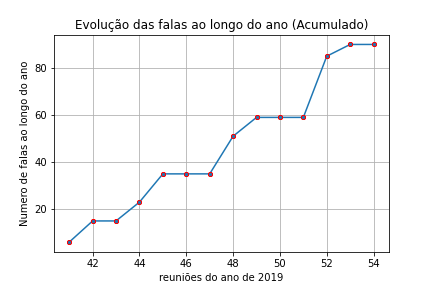 Evolução das falas ao longo do ano (Acumulado)
Numero de falas ao longo do ano
80
60
40
20
42 44 46 48 50 52 54
reuniões do ano de 2019